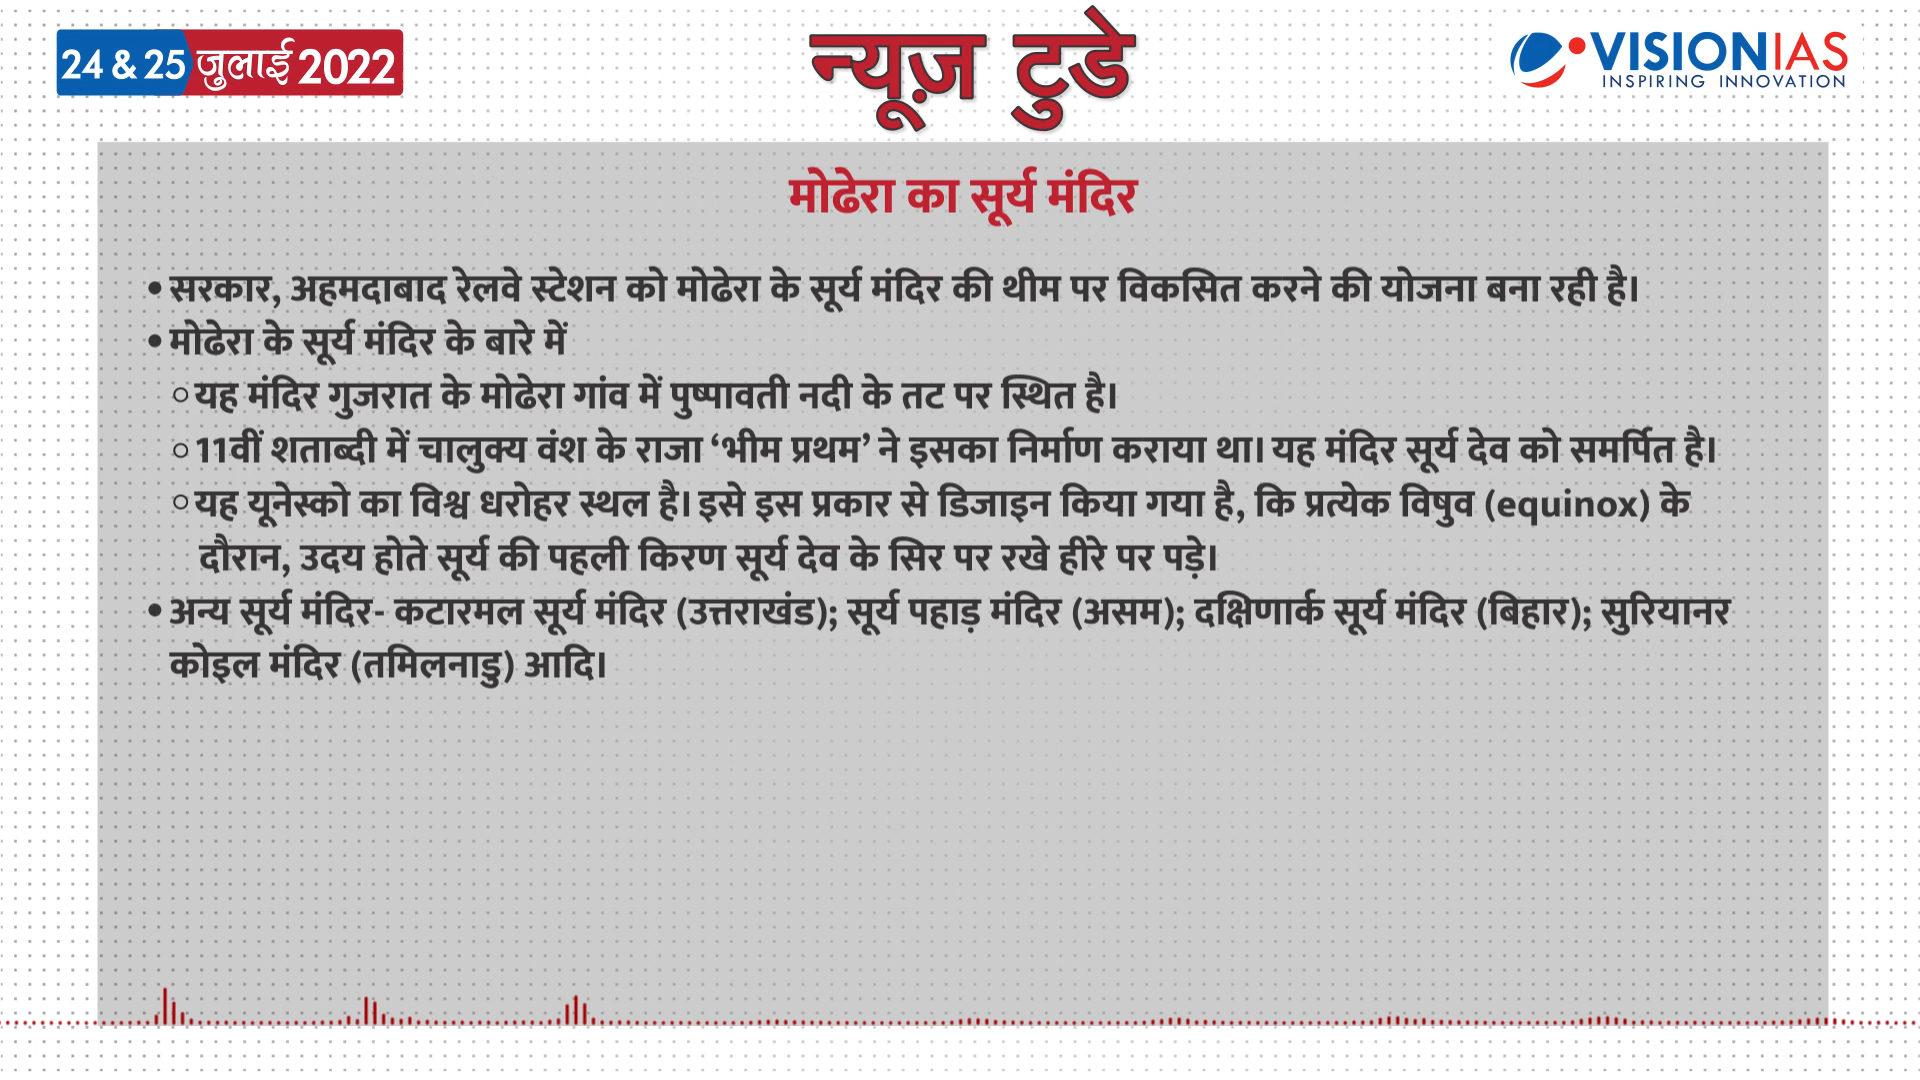 24 & 25 जुलाई 2022
न्यूज़ टुडे
VISIONIAS
INSPIRING INNOVATION
मोढेरा का सूर्य मंदिर
• सरकार, अहमदाबाद रेलवे स्टेशन को मोढेरा के सूर्य मंदिर की थीम पर विकसित करने की योजना बना रही है।
• मोढेरा के सूर्य मंदिर के बारे में
○ यह मंदिर गुजरात के मोढेरा गांव में पुष्पावती नदी के तट पर स्थित है।
○ 11वीं शताब्दी में चालुक्य वंश के राजा ‘भीम प्रथम’ ने इसका निर्माण कराया था। यह मंदिर सूर्य देव को समर्पित है।
○ यह यूनेस्को का विश्व धरोहर स्थल है। इसे इस प्रकार से डिजाइन किया गया है, कि प्रत्येक विषुव (equinox) के
दौरान, उदय होते सूर्य की पहली किरण सूर्य देव के सिर पर रखे हीरे पर पड़े।
• अन्य सूर्य मंदिर- कटारमल सूर्य मंदिर (उत्तराखंड); सूर्य पहाड़ मंदिर (असम); दक्षिणार्क सूर्य मंदिर (बिहार); सुरियानर
कोइल मंदिर (तमिलनाडु) आदि।